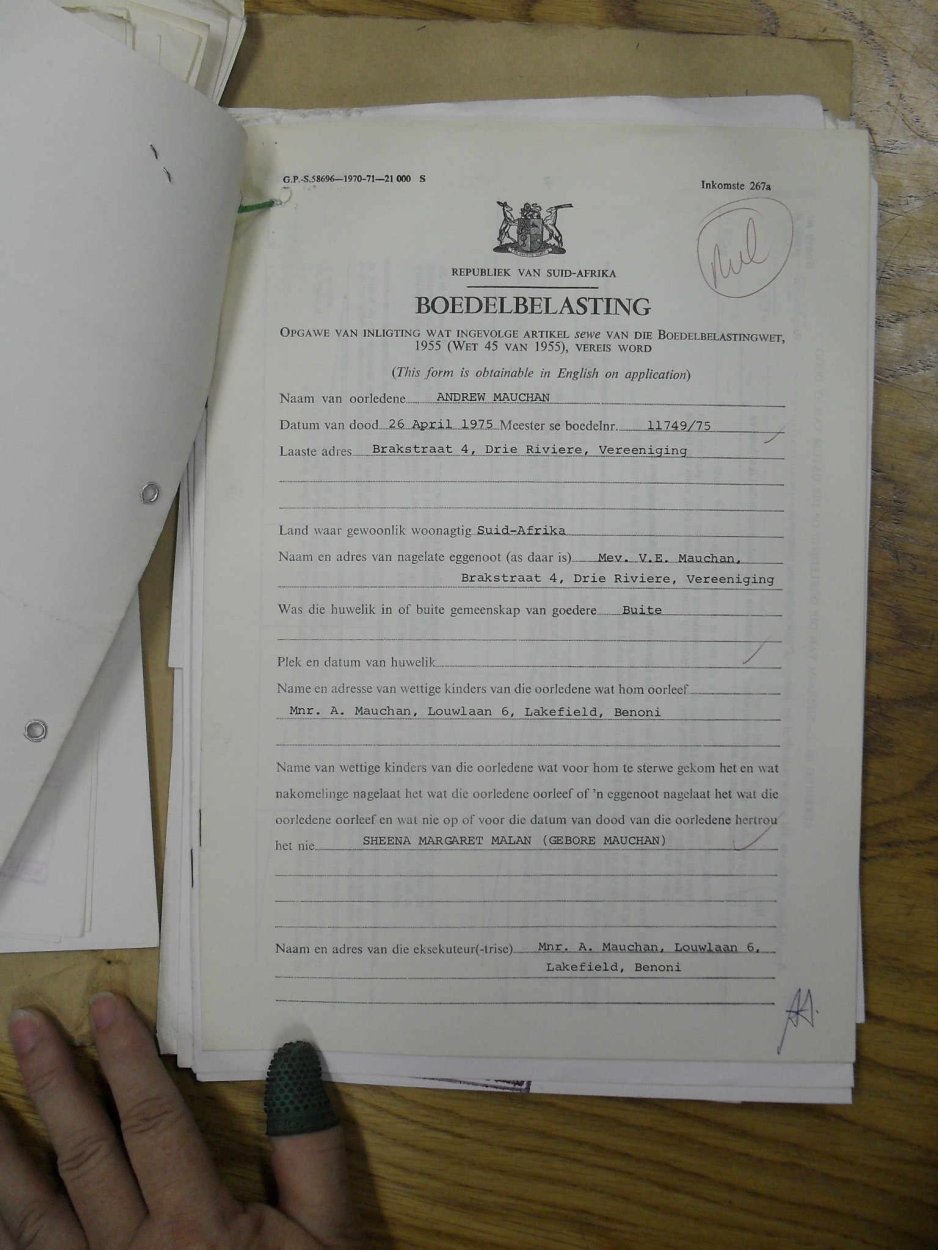 G.P.-S.58696—1970-71—21 000 S
Inkomste 267a
nul
REPUBLIEK VAN SUID-AFRIKA
BOEDELBELASTING
OPGAWE VAN INLIGTING WAT INGEVOLGE ARTIKEL sewe VAN DIE BOEDELBELASTINGWET,
1955 (WET 45 VAN 1955), VEREIS WORD
(This form is obtainable in English on application)
Naam van oorledene ANDREW MAUCHAN
Datum van dood 26 April 1975 Meester se boedelnr. 11749/75
Laaste adres Brakstraat 4, Drie Riviere, Vereeniging
Land waar gewoonlik woonagtig Suid-Afrika
Naam en adres van nagelate eggenoot (as daar is) Mev. V.E. Mauchan,
Brakstraat 4, Drie Riviere, Vereeniging
Was die huwelik in of buite gemeenskap van goedere Buite
Plek en datum van huwelik
Name en adresse van wettige kinders van die oorledene wat hom oorleef
Mnr. A. Mauchan, Louwlaan 6, Lakefield, Benoni
Name van wettige kinders van die oorledene wat voor hom te sterwe gekom het en wat
nakomelinge nagelaat het wat die oorledene oorleef of 'n eggenoot nagelaat het wat die
oorledene oorleef en wat nie op of voor die datum van dood van die oorledene hertrou
het nie SHEENA MARGARET MALAN (GEBORE MAUCHAN)
Naam en adres van die eksekuteur(-trise) Mnr. A. Mauchan, Louwlaan 6,
Lakefield, Benoni